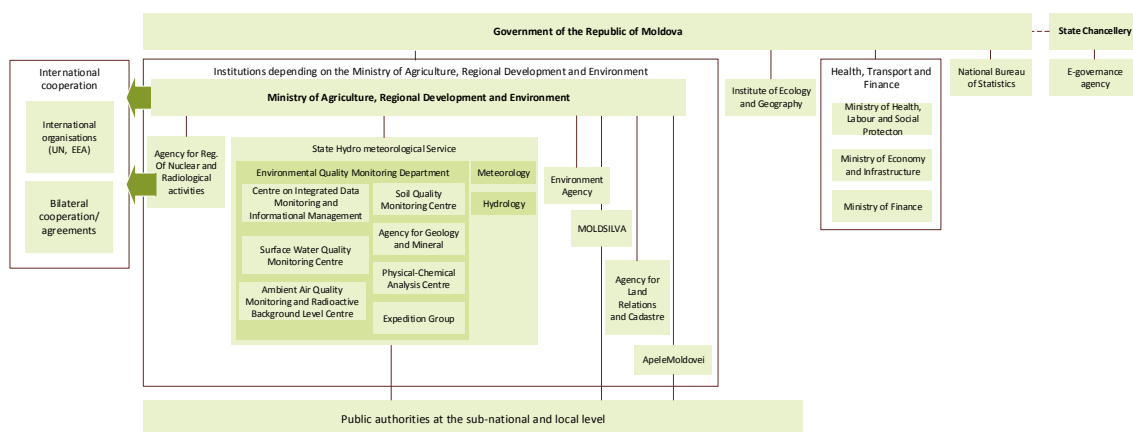 Government of the Republic of Moldova
State Chancellery
International
cooperation
International
organisations
(UN, EEA)
Bilateral
cooperation/
agreements
Institutions depending on the Ministry of Agriculture, Regional Development and Environment
Ministry of Agriculture, Regional Development and Environment
Agency for Reg.
Of Nuclear and
Radiological
activities
State Hydro meteorological Service
Environmental Quality Monitoring Department
Centre on Integrated Data
Monitoring and
Informational Management
Surface Water Quality
Monitoring Centre
Ambient Air Quality
Monitoring and Radioactive
Background Level Centre
Soil Quality
Monitoring Centre
Agency for Geology
and Mineral
Physical-Chemical
Analysis Centre
Expedition Group
Meteorology
Hydrology
Environment
Agency
MOLDSILVA
Agency for
Land
Relations
and Cadastre
ApeleMoldovei
Institute of Ecology
and Geography
Health, Transport and
Finance
Ministry of Health,
Labour and Social
Protecton
Ministry of Economy
and Infrastructure
Ministry of Finance
National Bureau
of Statistics
E-governance
agency
Public authorities at the sub-national and local level